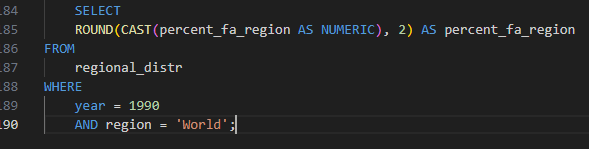 184 SELECT
185 ROUND(CAST(percent_fa_region AS NUMERIC), 2) AS percent_fa_region
186 FROM
187 regional_distr
188 WHERE
189 year = 1990
190 AND region = 'World';